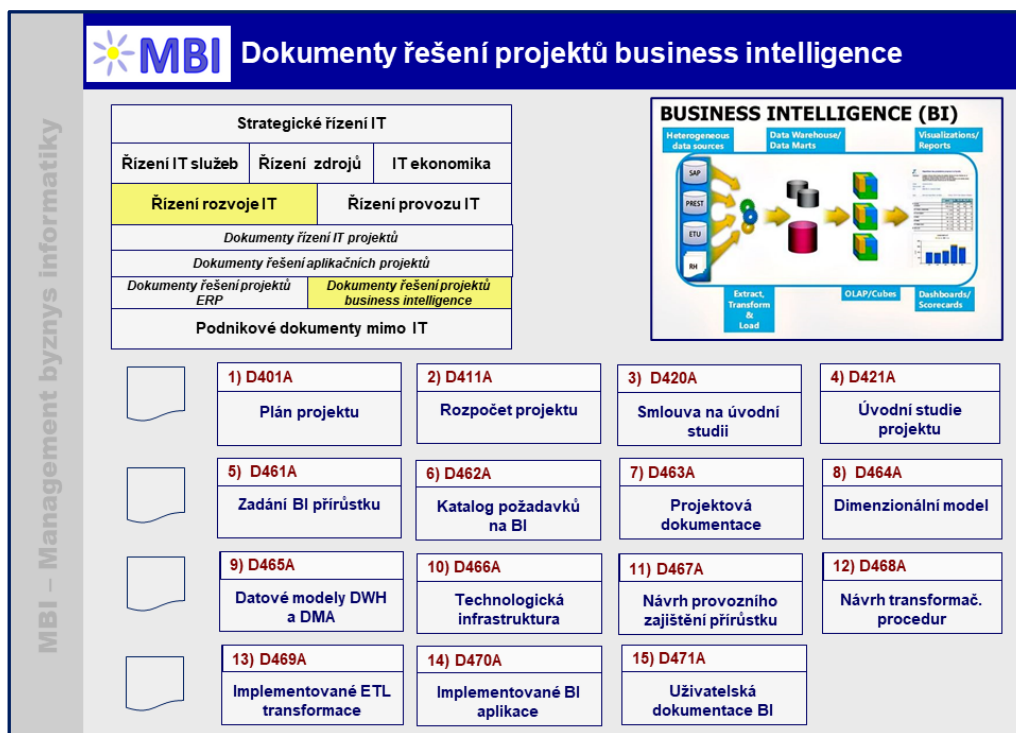 MBI – Management byznys informatiky
MBI
Dokumenty řešení projektů business intelligence
Strategické řízení IT
Řízení IT služeb
Řízení zdrojů
IT ekonomika
Řízení rozvoje IT
Řízení provozu IT
Dokumenty řízení IT projektů
Dokumenty řešení aplikačních projektů
Dokumenty řešení projektů
ERP
Dokumenty řešení projektů
business intelligence
Podnikové dokumenty mimo IT
BUSINESS INTELLIGENCE (BI)
Heterogeneous
data sources
Data Warehouse/
Data Marts
Visualizations/
Reports
SAP
PREST
ETU
RH
Extract,
Transform
&
Load
OLAP/Cubes
Dashboards/
Scorecards
1) D401A
Plán projektu
2) D411A
Rozpočet projektu
3) D420A
Smlouva na úvodní
studii
4) D421A
Úvodní studie
projektu
5) D461A
Zadání BI přírůstku
6) D462A
Katalog požadavků
na BI
7) D463A
Projektová
dokumentace
8) D464A
Dimenzionální model
9) D465A
Datové modely DWH
a DMA
10) D466A
Technologická
infrastruktura
11) D467A
Návrh provozního
zajištění přírůstku
12) D468A
Návrh transformač.
procedur
13) D469A
Implementované ETL
transformace
14) D470A
Implementované BI
aplikace
15) D471A
Uživatelská
dokumentace BI